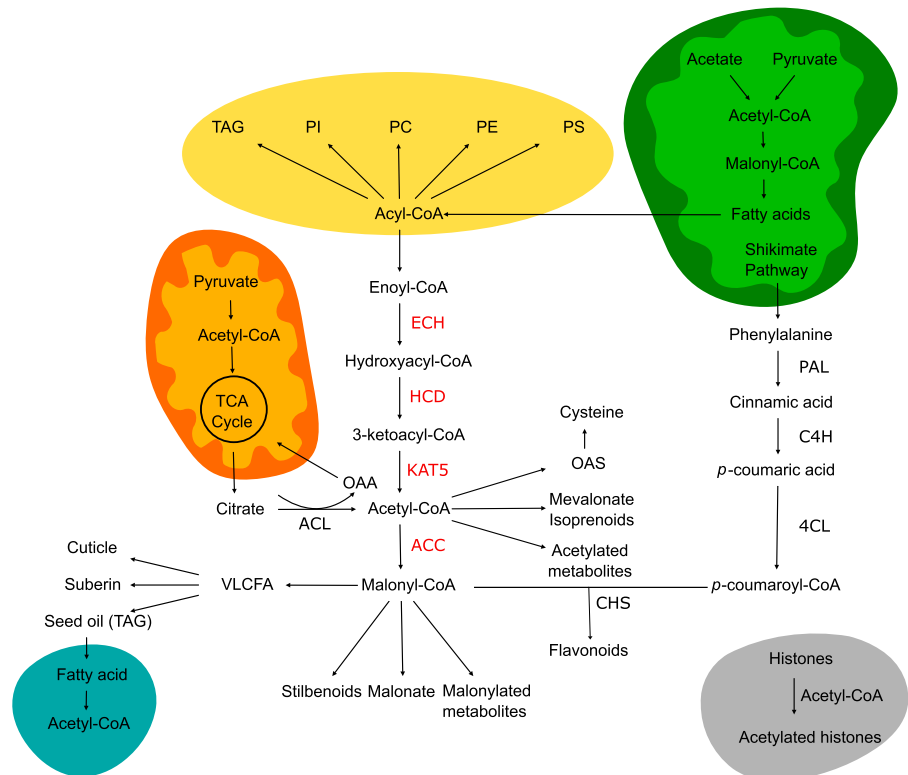 Acetate
Pyruvate
Acetyl-CoA
Malonyl-CoA
Fatty acids
Shikimate
Pathway
TAG
PI
PC
PE
PS
Acyl-CoA
Enoyl-CoA
ECH
Hydroxyacyl-CoA
HCD
3-ketoacyl-CoA
KAT5
Acetyl-CoA
ACC
Malonyl-CoA
Pyruvate
Acetyl-CoA
TCA
Cycle
Citrate
OAA
ACL
Cysteine
OAS
Mevalonate
Isoprenoids
Acetylated
metabolites
Phenylalanine
PAL
Cinnamic acid
C4H
p-coumaric acid
4CL
p-coumaroyl-CoA
CHS
Flavonoids
VLCFA
Cuticle
Suberin
Seed oil (TAG)
Fatty acid
Acetyl-CoA
Stilbenoids
Malonate
Malonylated
metabolites
Histones
Acetyl-CoA
Acetylated histones